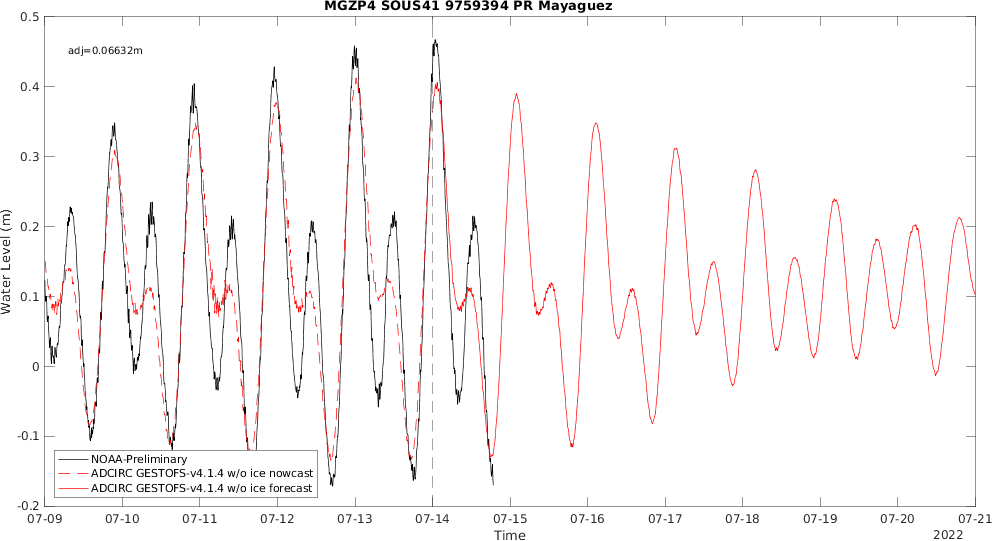 MGZP4 SOUS41 9759394 PR Mayaguez
adj=0.06632m
Water Level (m)
0.5
0.4
0.3
0.2
0.1
0
-0.1
-0.2
NOAA-Preliminary
ADCIRC GESTOFS-v4.1.4 w/o ice nowcast
ADCIRC GESTOFS-v4.1.4 w/o ice forecast
07-09 07-10 07-11 07-12 07-13 07-14 07-15 07-16 07-17 07-18 07-19 07-20 07-21
Time
2022